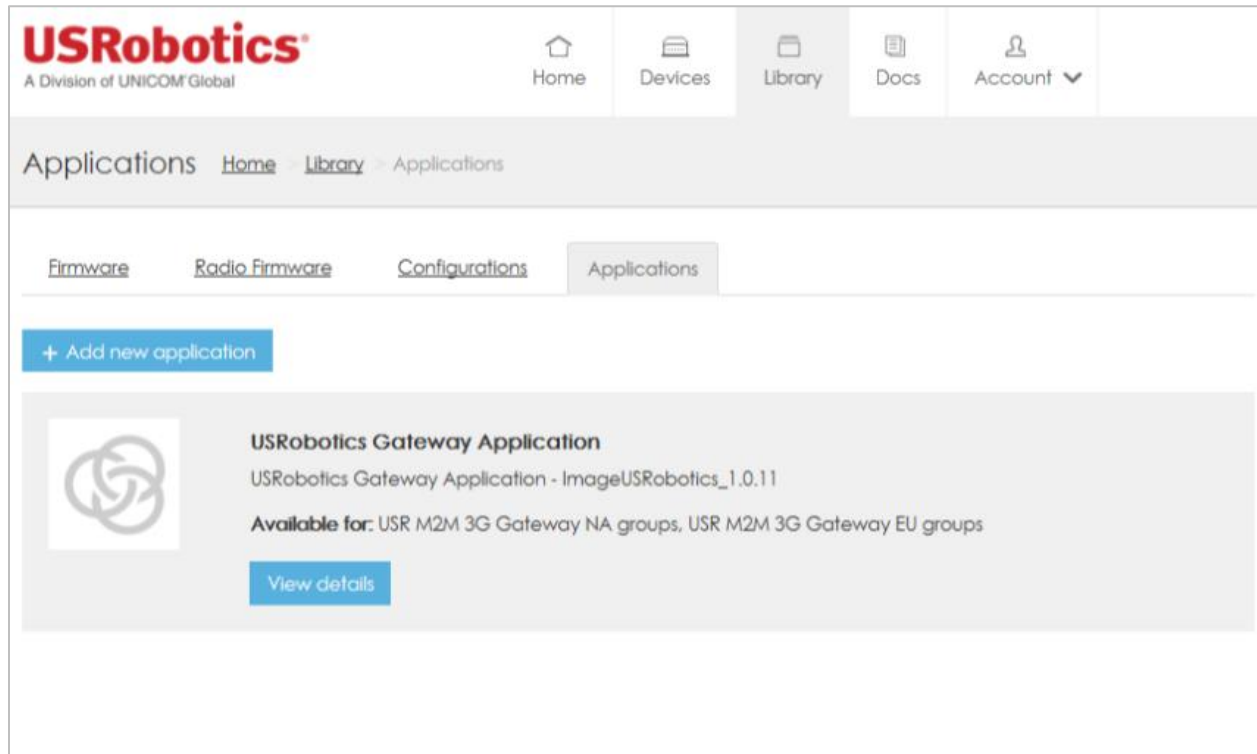 USRobotics®
A Division of UNICOM® Global
Home
Devices
Library
Docs
Account
Applications Home > Library > Applications
Firmware Radio Firmware Configurations Applications
+ Add new application
USRobotics Gateway Application
USRobotics Gateway Application - ImageUSRobotics_1.0.11
Available for: USR M2M 3G Gateway NA groups, USR M2M 3G Gateway EU groups
View details